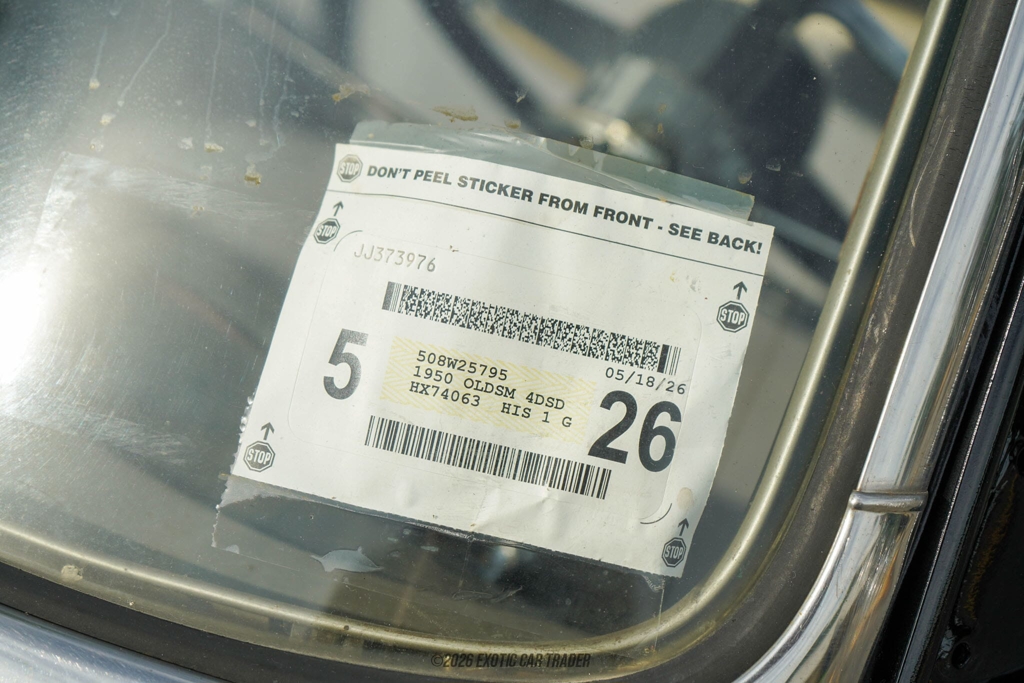 STOP DON'T PEEL STICKER FROM FRONT - SEE BACK!
STOP
JJ373976
STOP
05/18/26
5
508W25795
1950 OLDSM 4DSD
HX74063 HIS 1 G
26
STOP
STOP
©2026 EXOTIC CAR TRADER